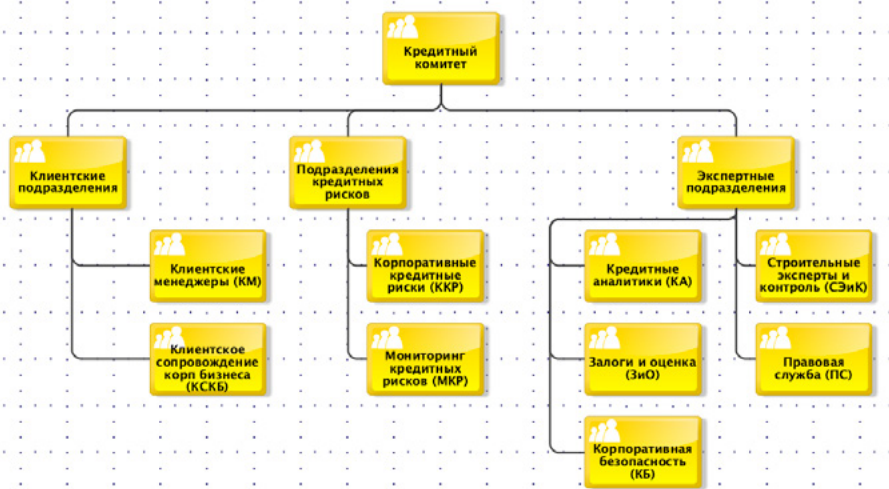 Кредитный
комитет
Клиентские
подразделения
Подразделения
кредитных
рисков
Экспертные
подразделения
Клиентские
менеджеры (КМ)
Корпоративные
кредитные
риски (ККР)
Кредитные
аналитики (КА)
Строительные
эксперты и
контроль (СЭиК)
Клиентское
сопровождение
корп бизнеса
(КСКБ)
Мониторинг
кредитных
рисков (МКР)
Залоги и оценка
(ЗиО)
Правовая
служба (ПС)
Корпоративная
безопасность
(КБ)